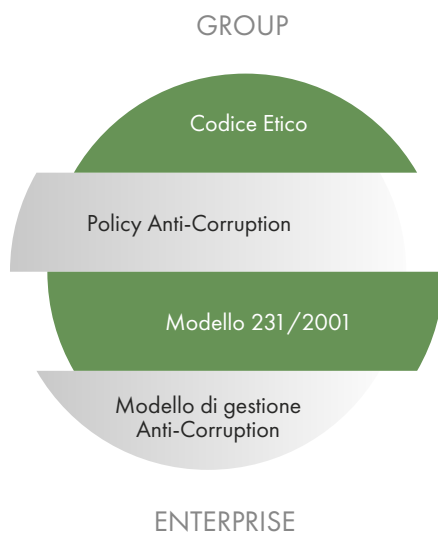 GROUP
Codice Etico
Policy Anti-Corruption
Modello 231/2001
Modello di gestione
Anti-Corruption
ENTERPRISE